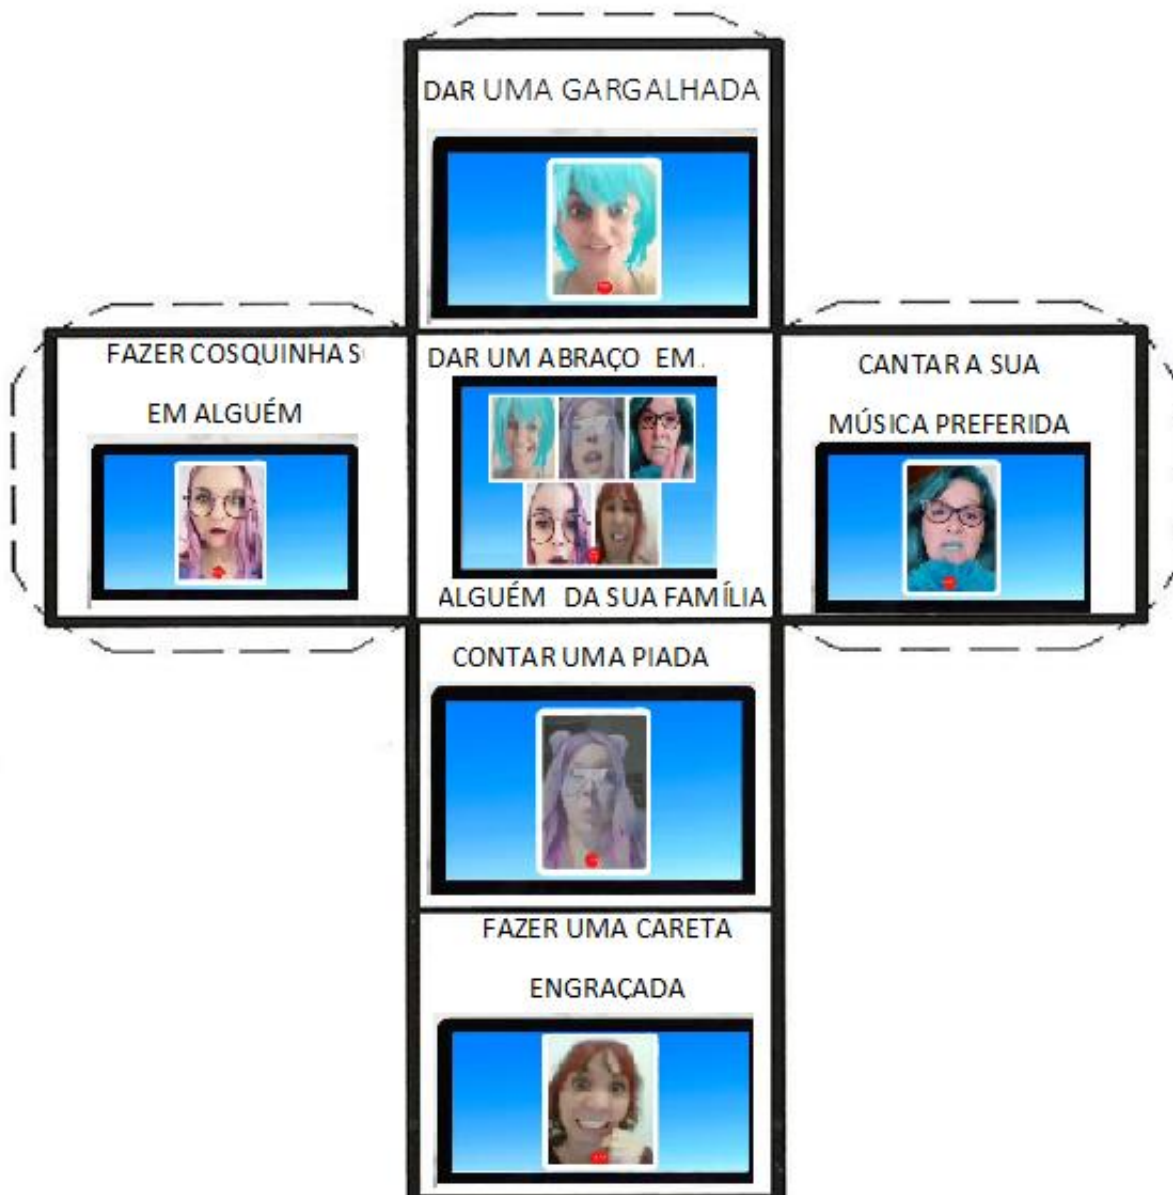 DAR UMA GARGALHADA
FAZER COSQUINHAS
EM ALGUÉM
DAR UM ABRAÇO EM
ALGUÉM DA SUA FAMÍLIA
CANTAR A SUA
MÚSICA PREFERIDA
CONTAR UMA PIADA
FAZER UMA CARETA
ENGRAÇADA